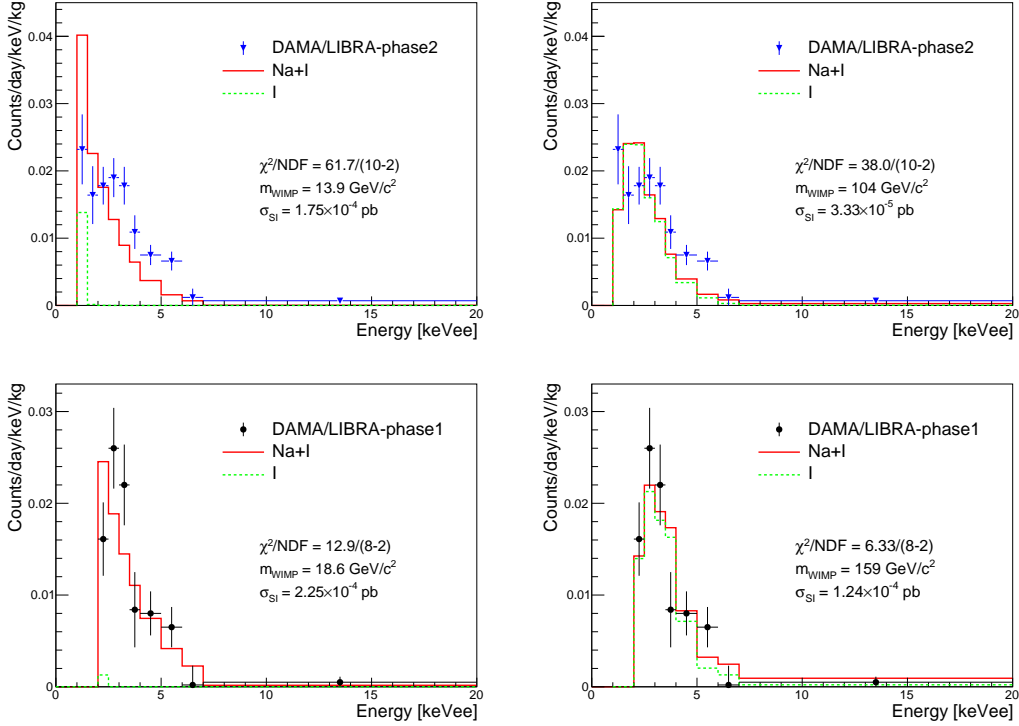 Counts/day/keV/kg
0.04
0.03
0.02
0.01
0
DAMA/LIBRA-phase2
Na+I
I
χ²/NDF = 61.7/(10-2)
m_WIMP = 13.9 GeV/c²
σ_SI = 1.75×10⁻⁴ pb
0 5 10 15 20
Energy [keVee]
Counts/day/keV/kg
0.04
0.03
0.02
0.01
0
DAMA/LIBRA-phase2
Na+I
I
χ²/NDF = 38.0/(10-2)
m_WIMP = 104 GeV/c²
σ_SI = 3.33×10⁻⁵ pb
0 5 10 15 20
Energy [keVee]
Counts/day/keV/kg
0.03
0.02
0.01
0
DAMA/LIBRA-phase1
Na+I
I
χ²/NDF = 12.9/(8-2)
m_WIMP = 18.6 GeV/c²
σ_SI = 2.25×10⁻⁴ pb
0 5 10 15 20
Energy [keVee]
Counts/day/keV/kg
0.03
0.02
0.01
0
DAMA/LIBRA-phase1
Na+I
I
χ²/NDF = 6.33/(8-2)
m_WIMP = 159 GeV/c²
σ_SI = 1.24×10⁻⁴ pb
0 5 10 15 20
Energy [keVee]